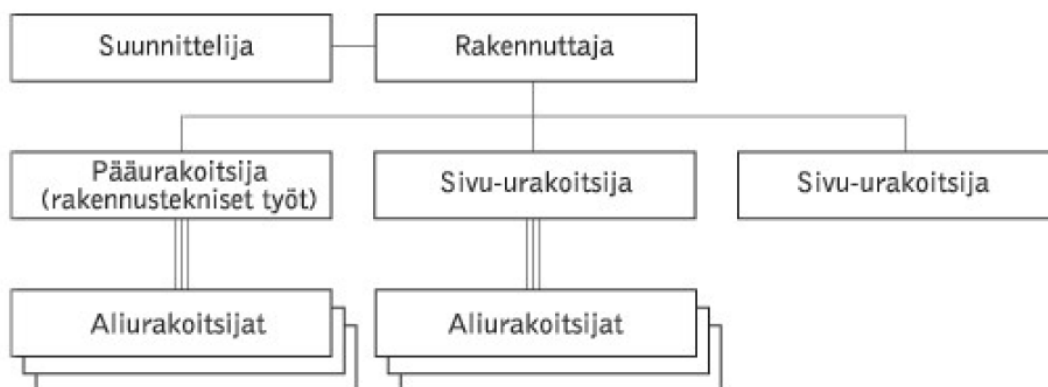 Suunnittelija
Rakennuttaja
Pääurakoitsija
(rakennustekniset työt)
Sivu-urakoitsija
Sivu-urakoitsija
Aliurakoitsijat
Aliurakoitsijat